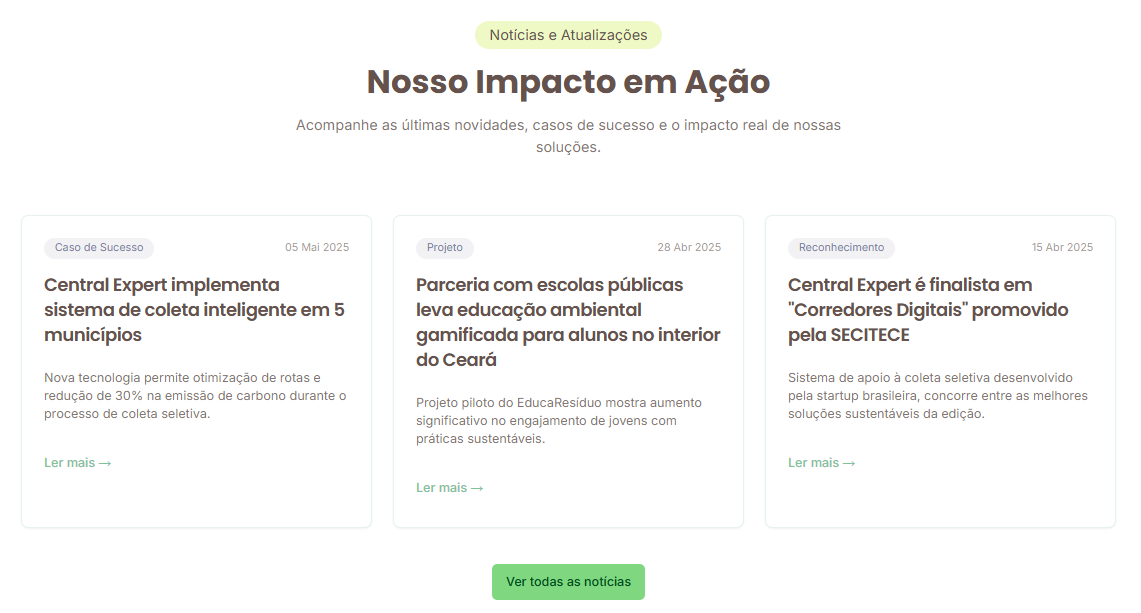 Notícias e Atualizações
Nosso Impacto em Ação
Acompanhe as últimas novidades, casos de sucesso e o impacto real de nossas
soluções.
Caso de Sucesso
05 Mai 2025
Central Expert implementa
sistema de coleta inteligente em 5
municípios
Nova tecnologia permite otimização de rotas e
redução de 30% na emissão de carbono durante o
processo de coleta seletiva.
Ler mais →
Projeto
28 Abr 2025
Parceria com escolas públicas
leva educação ambiental
gamificada para alunos no interior
do Ceará
Projeto piloto do EducaResíduo mostra aumento
significativo no engajamento de jovens com
práticas sustentáveis.
Ler mais →
Reconhecimento
15 Abr 2025
Central Expert é finalista em
"Corredores Digitais" promovido
pela SECITECE
Sistema de apoio à coleta seletiva desenvolvido
pela startup brasileira, concorre entre as melhores
soluções sustentáveis da edição.
Ler mais →
Ver todas as notícias